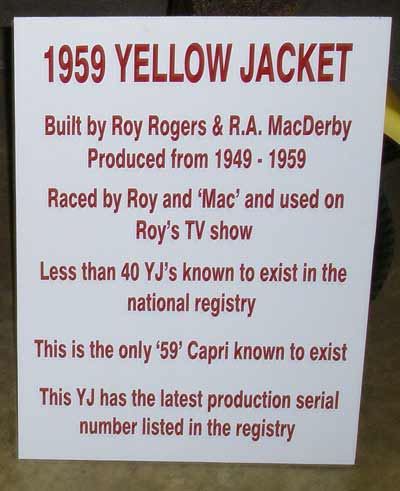 1959 YELLOW JACKET
Built by Roy Rogers & R.A. MacDerby
Produced from 1949 - 1959
Raced by Roy and ‘Mac’ and used on
Roy’s TV show
Less than 40 YJ’s known to exist in the
national registry
This is the only ‘59’ Capri known to exist
This YJ has the latest production serial
number listed in the registry